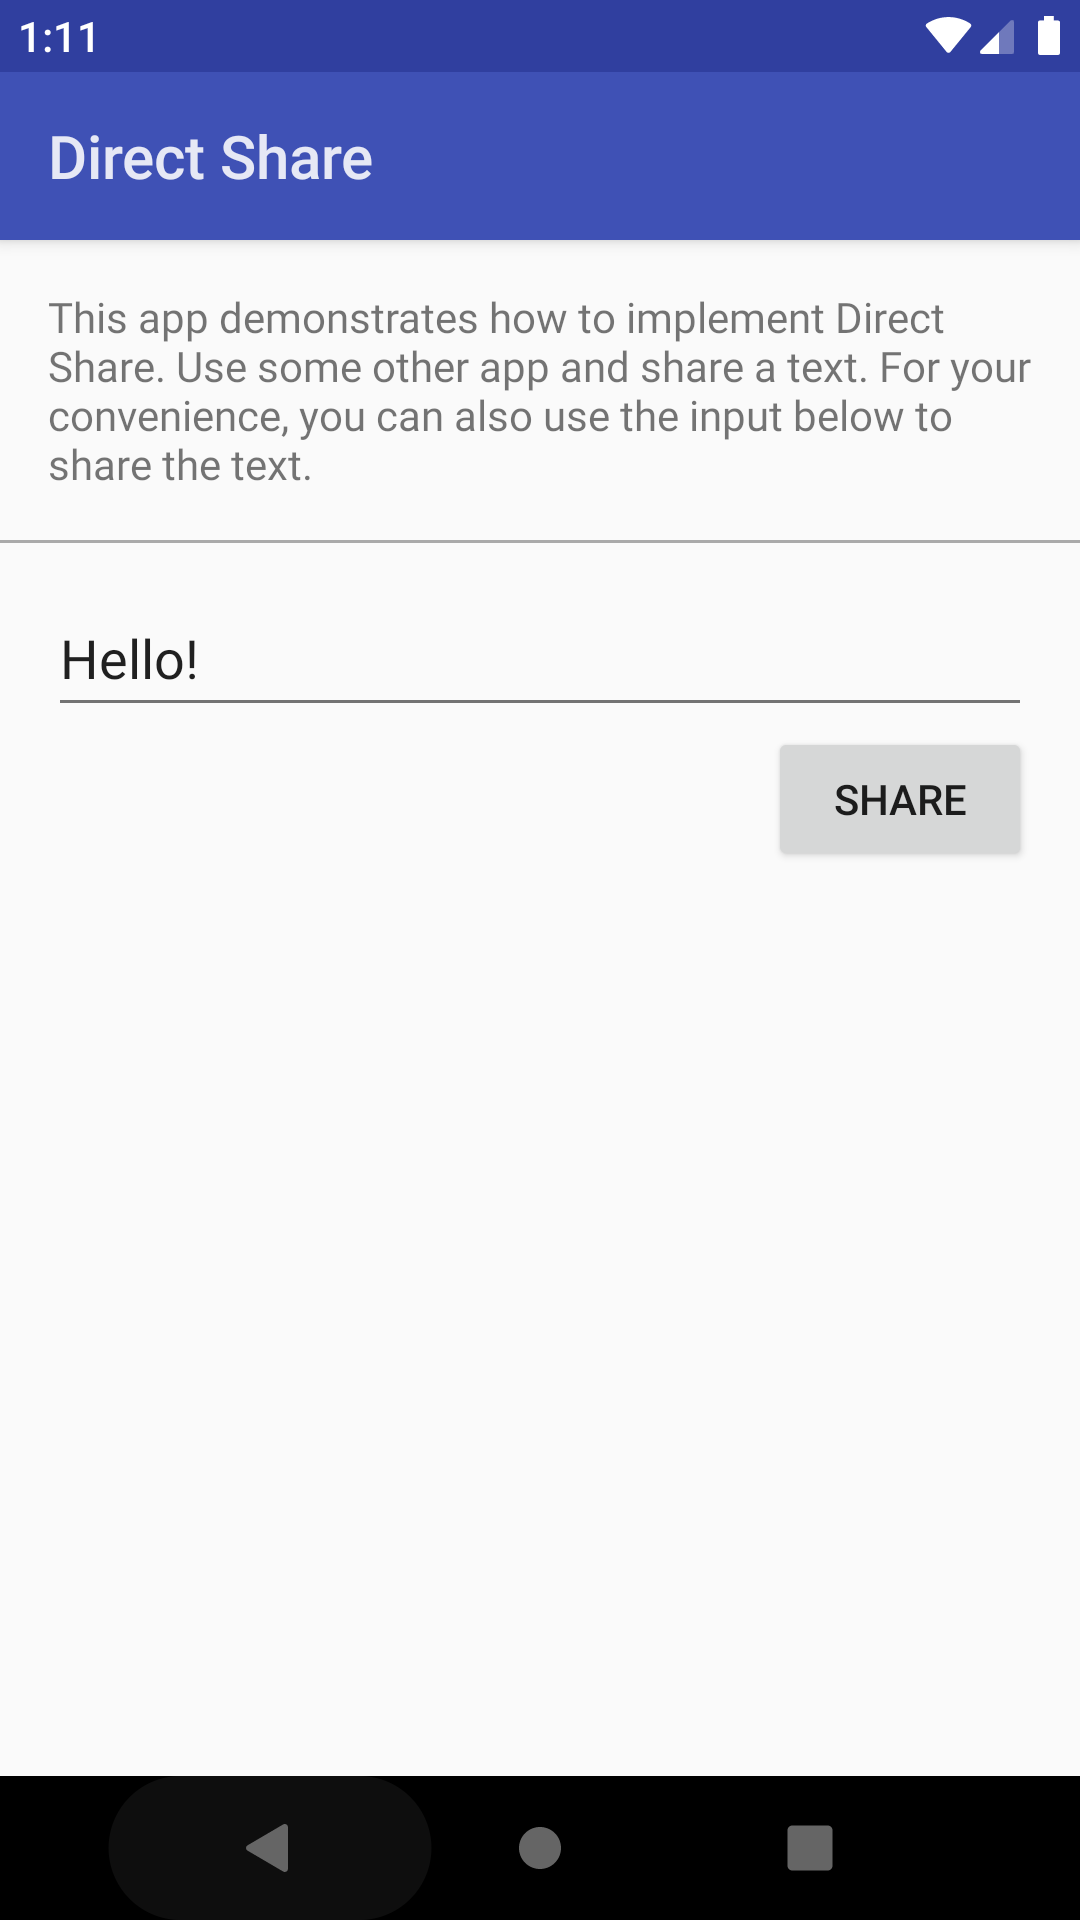 1:11
Direct Share
This app demonstrates how to implement Direct
Share. Use some other app and share a text. For your
convenience, you can also use the input below to
share the text.
Hello!
SHARE